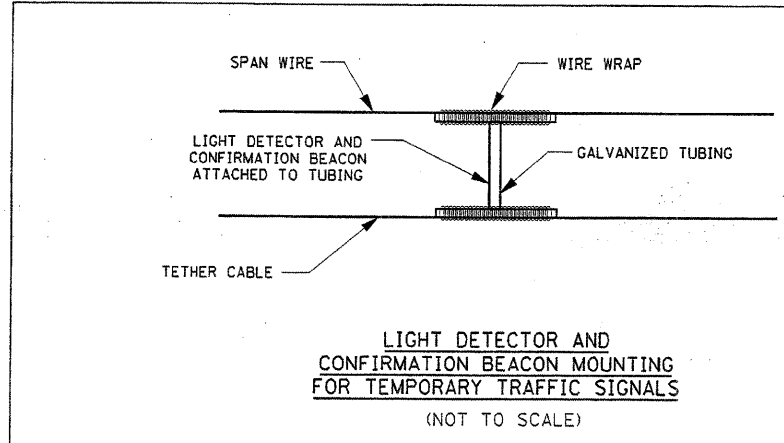 SPAN WIRE
WIRE WRAP
LIGHT DETECTOR AND
CONFIRMATION BEACON
ATTACHED TO TUBING
GALVANIZED TUBING
TETHER CABLE
LIGHT DETECTOR AND
CONFIRMATION BEACON MOUNTING
FOR TEMPORARY TRAFFIC SIGNALS
(NOT TO SCALE)